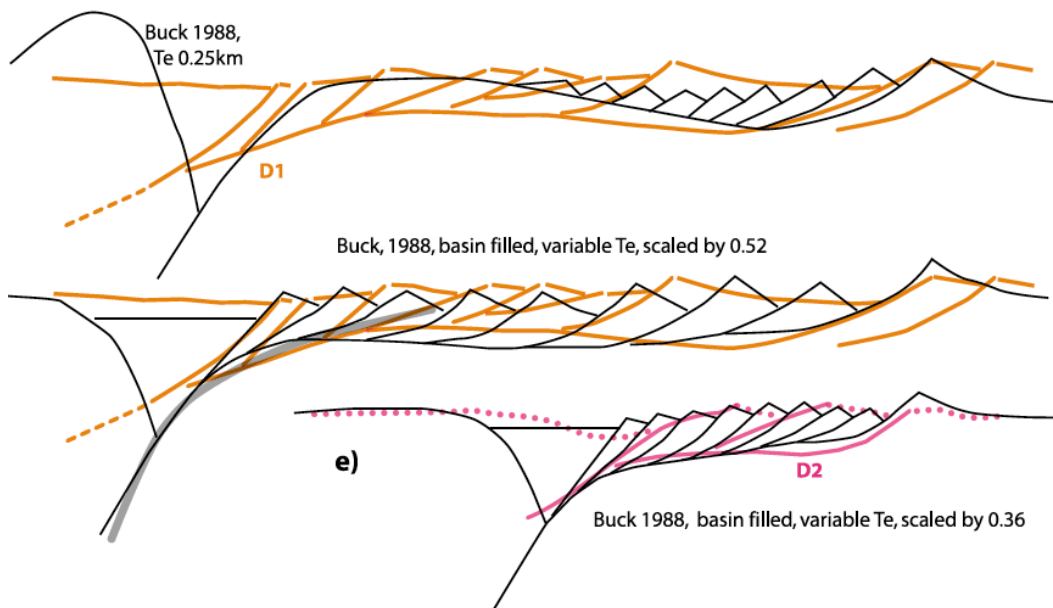 Buck 1988,
Te 0.25km
D1
Buck, 1988, basin filled, variable Te, scaled by 0.52
e)
D2
Buck 1988, basin filled, variable Te, scaled by 0.36